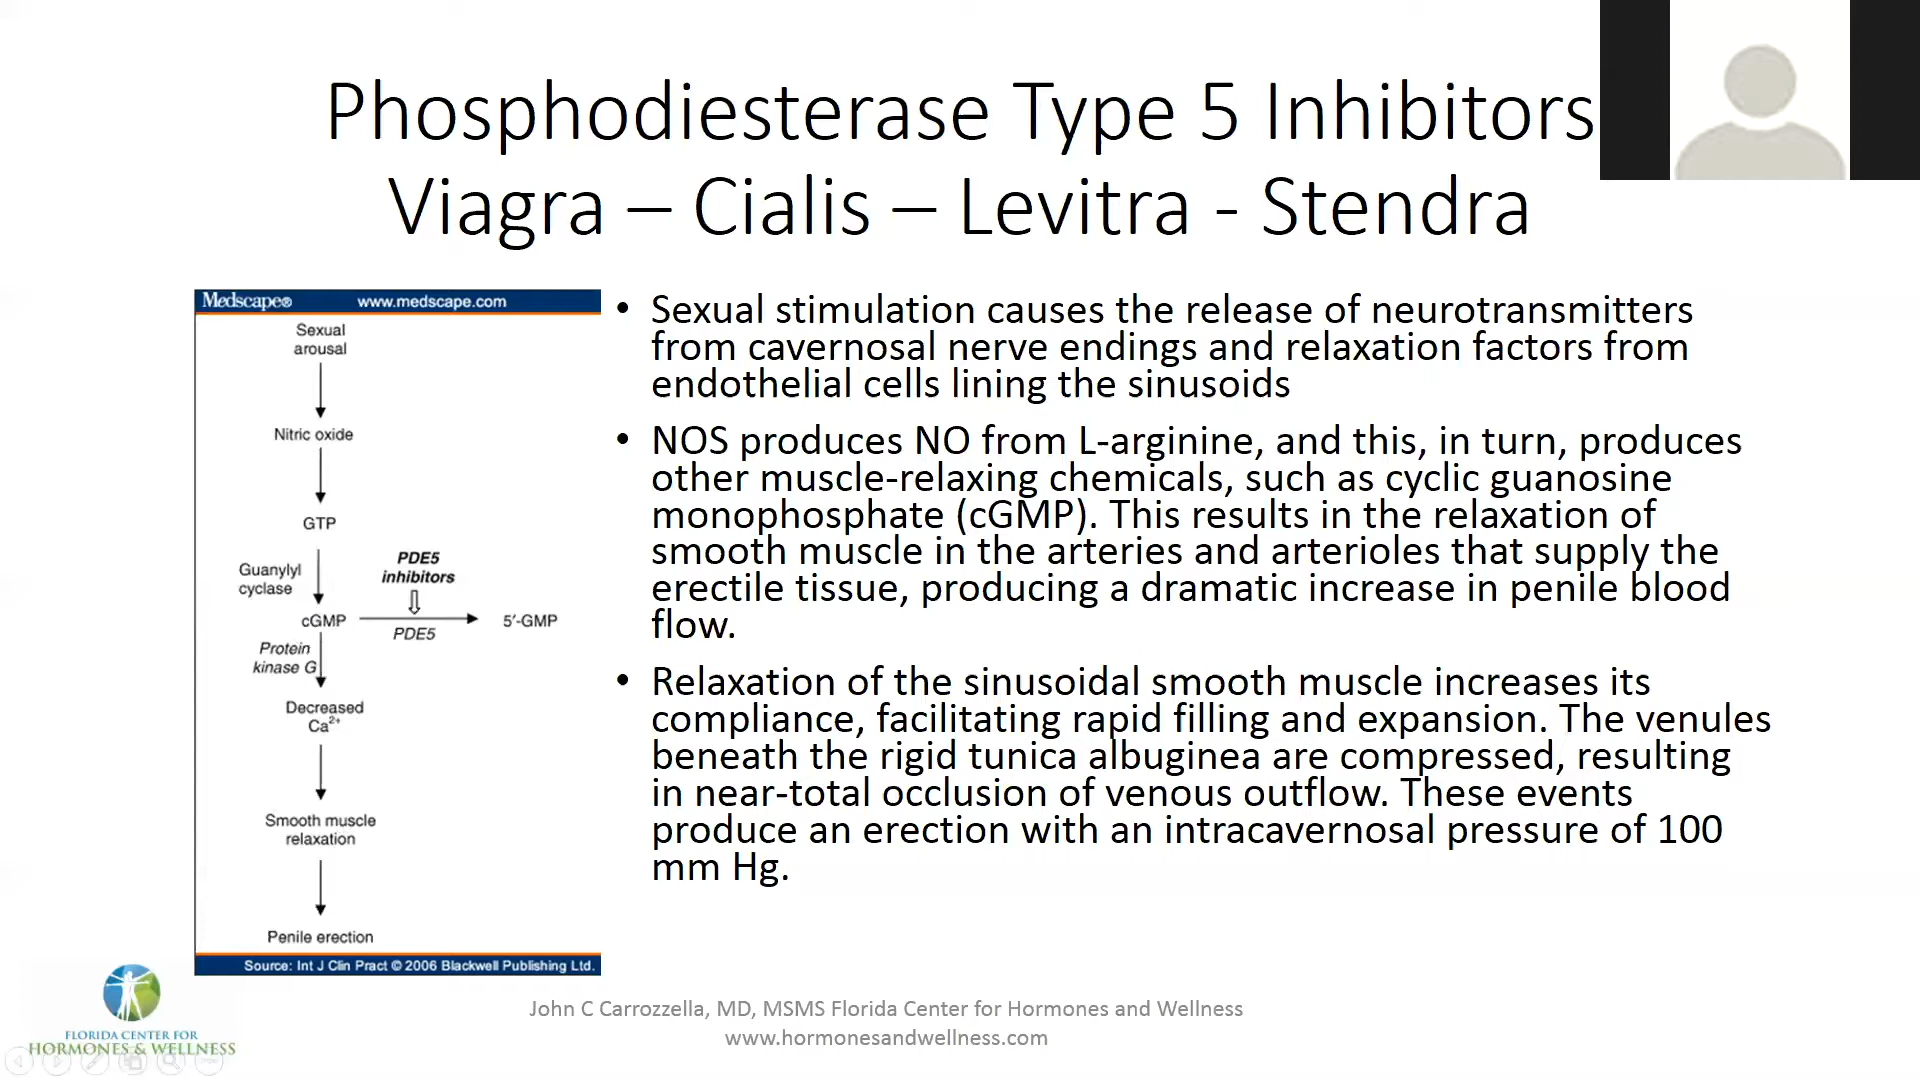 Phosphodiesterase Type 5 Inhibitors
Viagra – Cialis – Levitra - Stendra
Medscape® www.medscape.com
Sexual
arousal
Nitric oxide
GTP
Guanylyl
cyclase
PDE5
inhibitors
cGMP
PDE5
5′-GMP
Protein
kinase G
Decreased
Ca²⁺
Smooth muscle
relaxation
Penile erection
Source: Int J Clin Pract © 2006 Blackwell Publishing Ltd.
• Sexual stimulation causes the release of neurotransmitters
from cavernosal nerve endings and relaxation factors from
endothelial cells lining the sinusoids
• NOS produces NO from L-arginine, and this, in turn, produces
other muscle-relaxing chemicals, such as cyclic guanosine
monophosphate (cGMP). This results in the relaxation of
smooth muscle in the arteries and arterioles that supply the
erectile tissue, producing a dramatic increase in penile blood
flow.
• Relaxation of the sinusoidal smooth muscle increases its
compliance, facilitating rapid filling and expansion. The venules
beneath the rigid tunica albuginea are compressed, resulting
in near-total occlusion of venous outflow. These events
produce an erection with an intracavernosal pressure of 100
mm Hg.
FLORIDA CENTER FOR
HORMONES & WELLNESS
John C Carrozzella, MD, MSMS Florida Center for Hormones and Wellness
www.hormonesandwellness.com